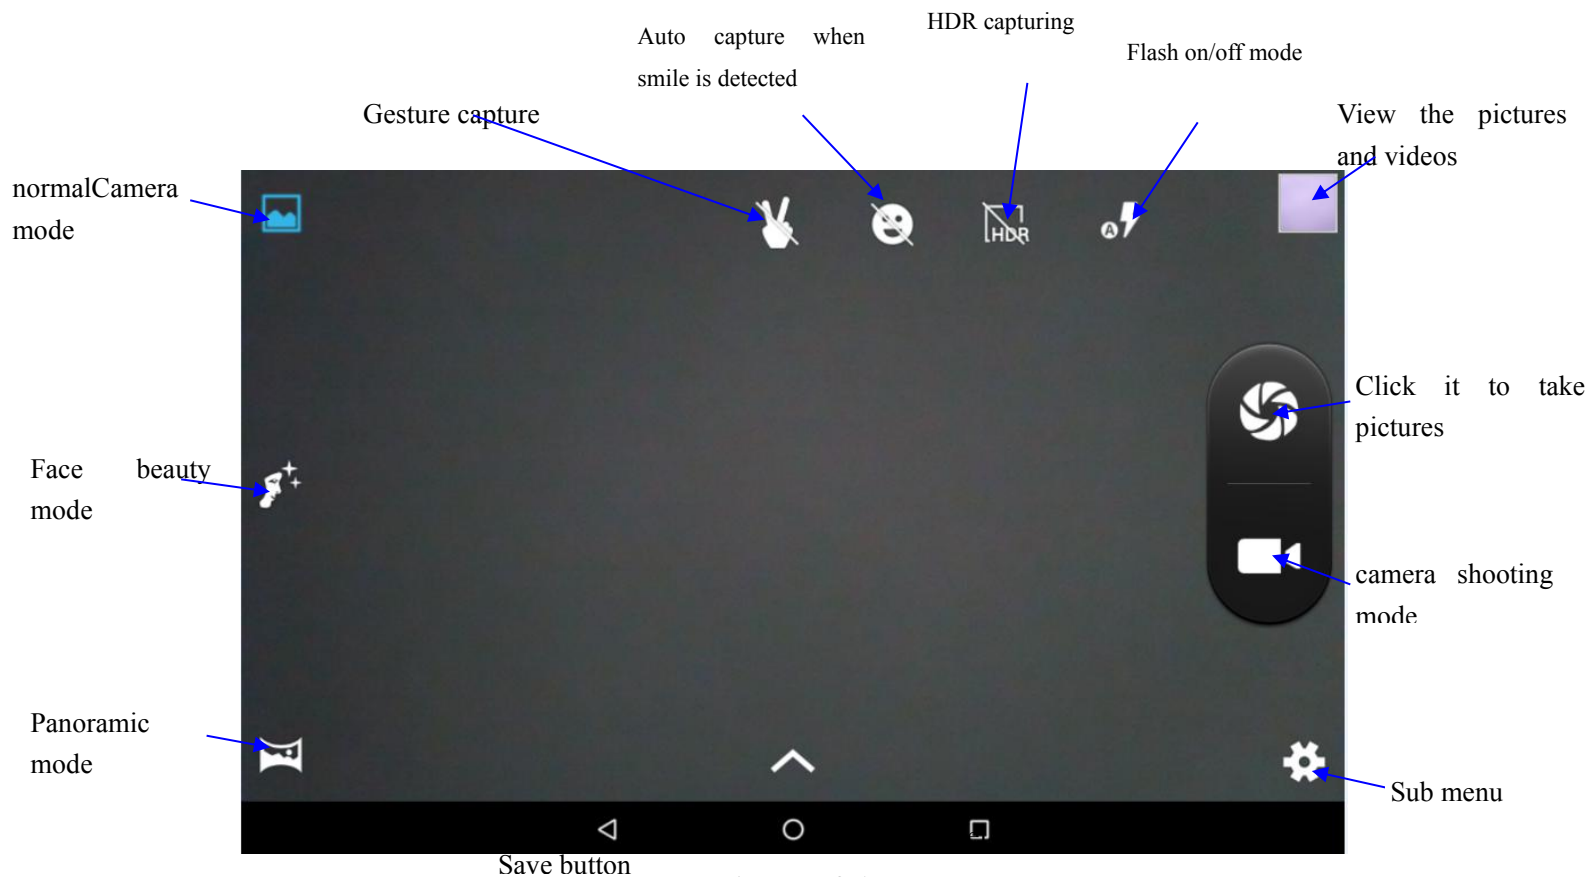 HDR capturing
Auto capture when
smile is detected
Flash on/off mode
Gesture capture
View the pictures
and videos
normalCamera
mode
HDR
A
Click it to take
pictures
Face beauty
mode
camera shooting
mode
Panoramic
mode
Sub menu
Save button